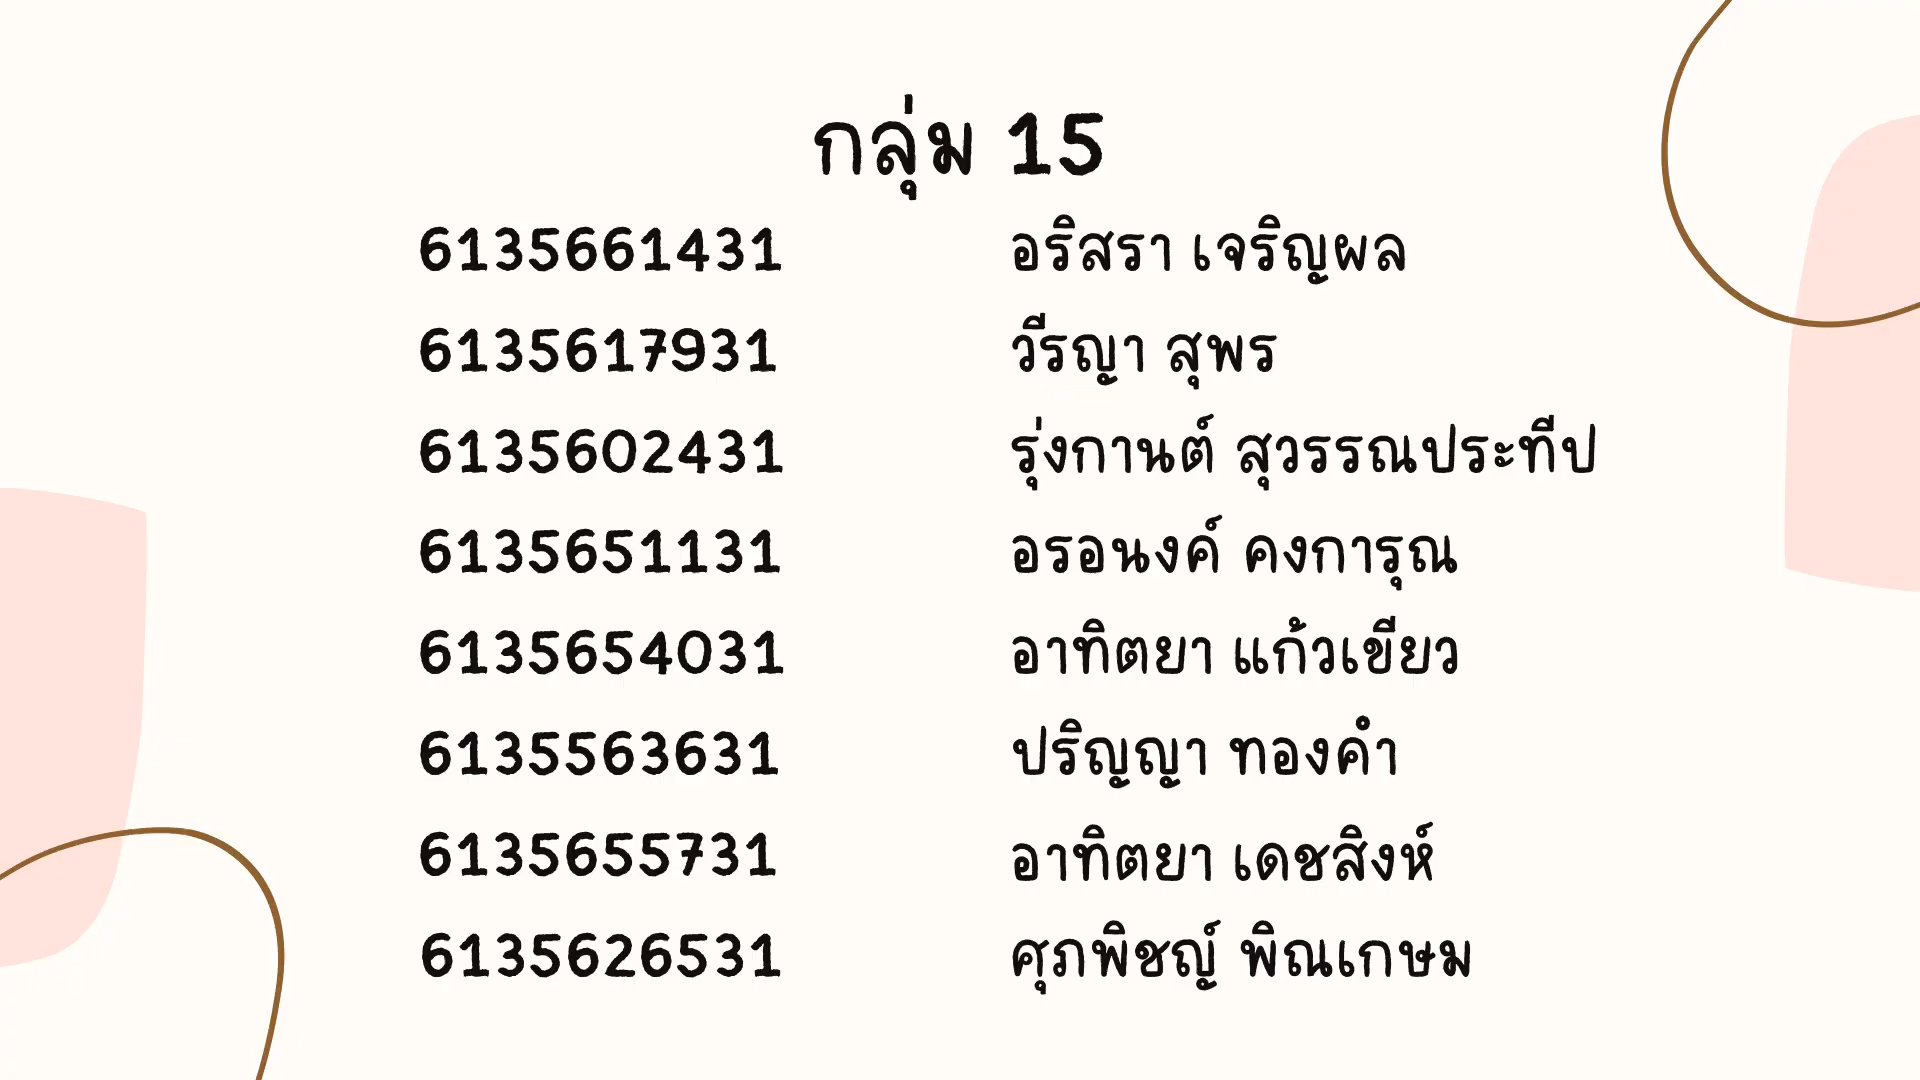 กลุ่ม 15
6135661431 อริสรา เจริญผล
6135617931 วีรญา สุพร
6135602431 รุ่งกานต์ สุวรรณประทีป
6135651131 อรอนงค์ คงการุณ
6135654031 อาทิตยา แก้วเขียว
6135563631 ปริญญา ทองคำ
6135655731 อาทิตยา เดชสิงห์
6135626531 ศุภพิชญ์ พิณเกษม